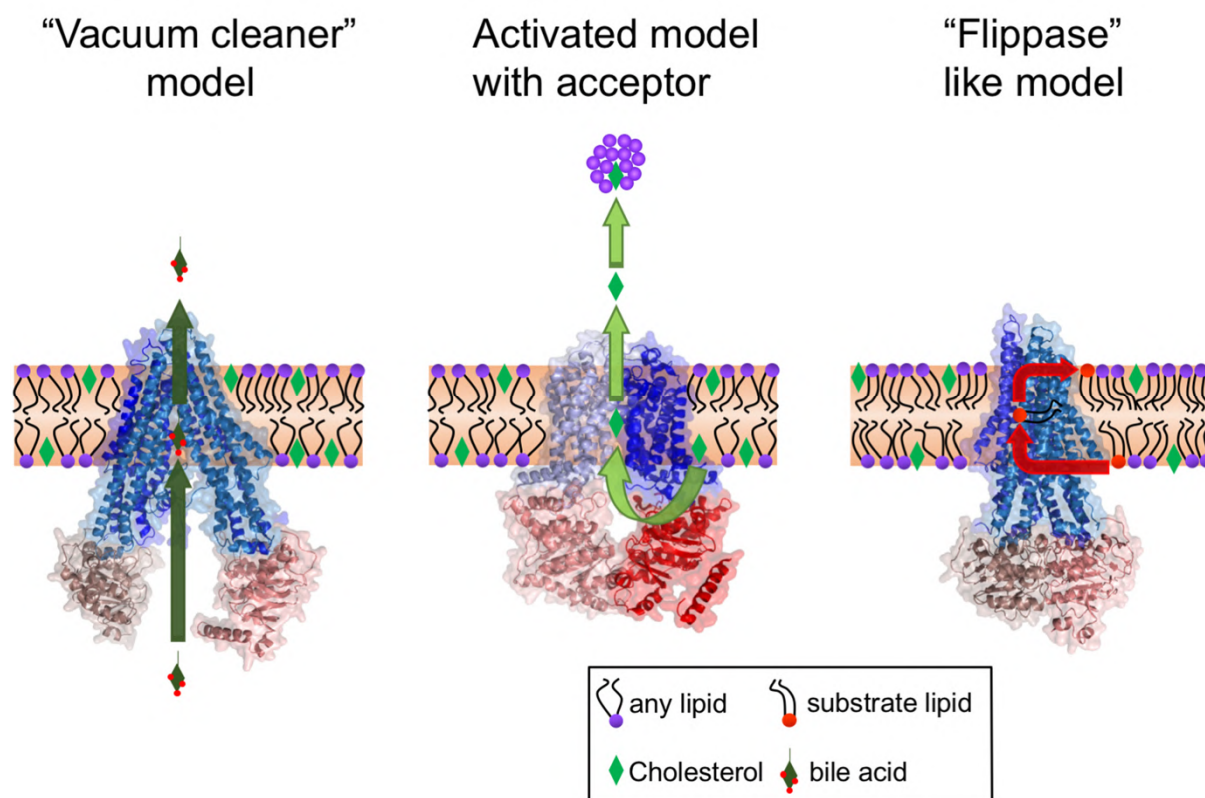 “Vacuum cleaner”
model
Activated model
with acceptor
“Flippase”
like model
any lipid
substrate lipid
Cholesterol
bile acid